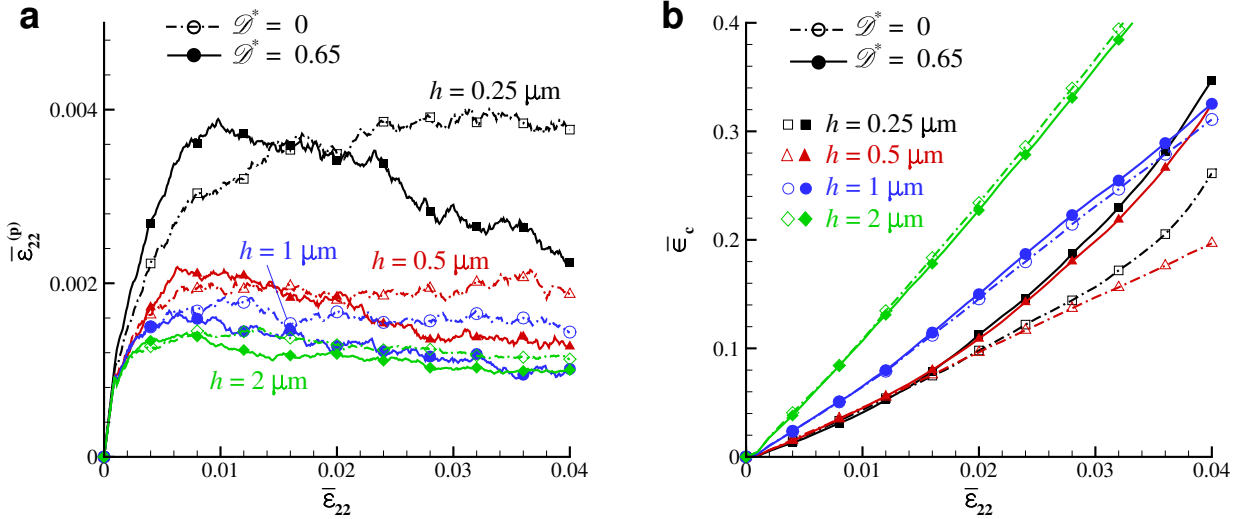 a
𝒟* = 0
𝒟* = 0.65
h = 0.25 μm
h = 1 μm
h = 0.5 μm
h = 2 μm
ε̅₂₂⁽ᵖ⁾
0.004
0.002
0
0 0.01 0.02 0.03 0.04
ε̅₂₂
b
𝒟* = 0
𝒟* = 0.65
h = 0.25 μm
h = 0.5 μm
h = 1 μm
h = 2 μm
ϵ̅c
0.4
0.3
0.2
0.1
0
0 0.01 0.02 0.03 0.04
ε̅₂₂